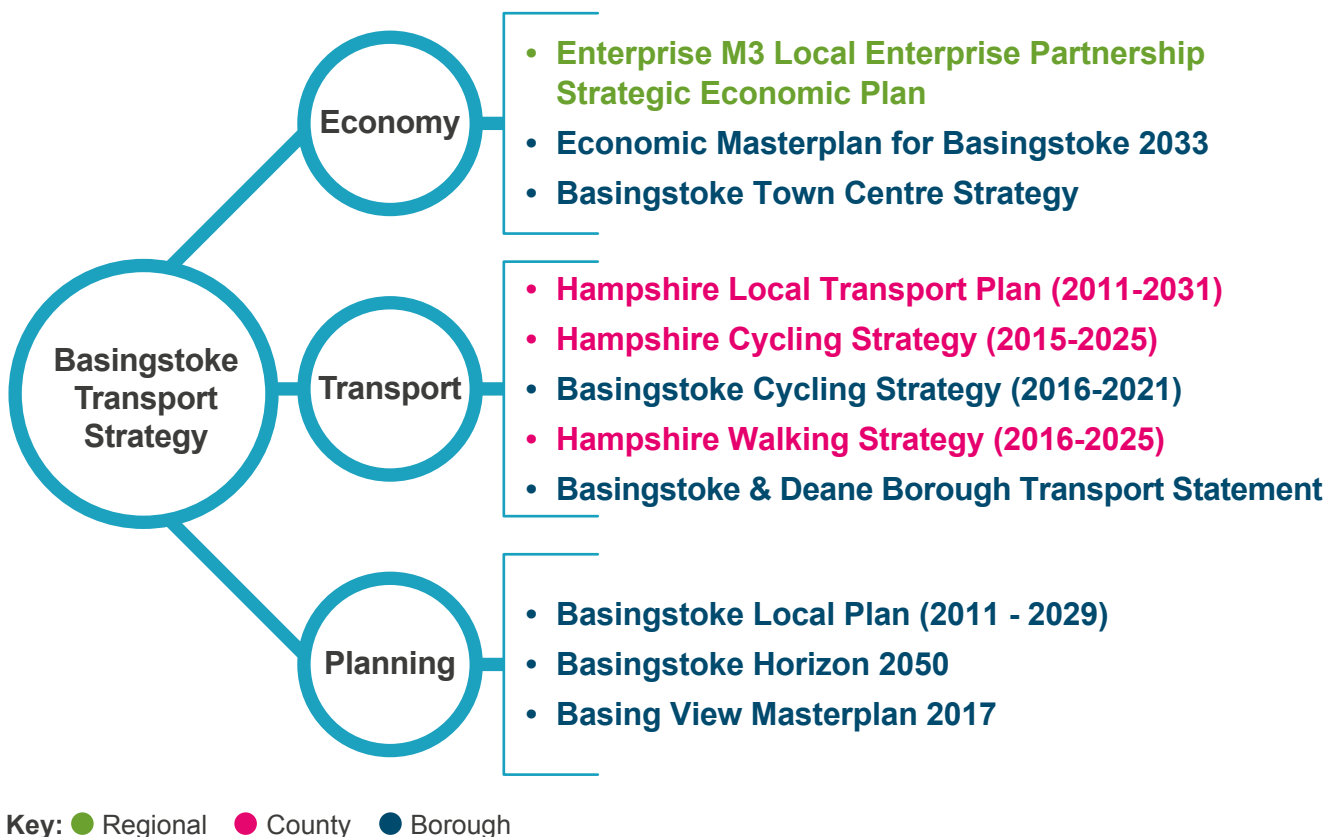 Basingstoke
Transport
Strategy
Economy
• Enterprise M3 Local Enterprise Partnership
Strategic Economic Plan
• Economic Masterplan for Basingstoke 2033
• Basingstoke Town Centre Strategy
Transport
• Hampshire Local Transport Plan (2011-2031)
• Hampshire Cycling Strategy (2015-2025)
• Basingstoke Cycling Strategy (2016-2021)
• Hampshire Walking Strategy (2016-2025)
• Basingstoke & Deane Borough Transport Statement
Planning
• Basingstoke Local Plan (2011 - 2029)
• Basingstoke Horizon 2050
• Basing View Masterplan 2017
Key: Regional County Borough